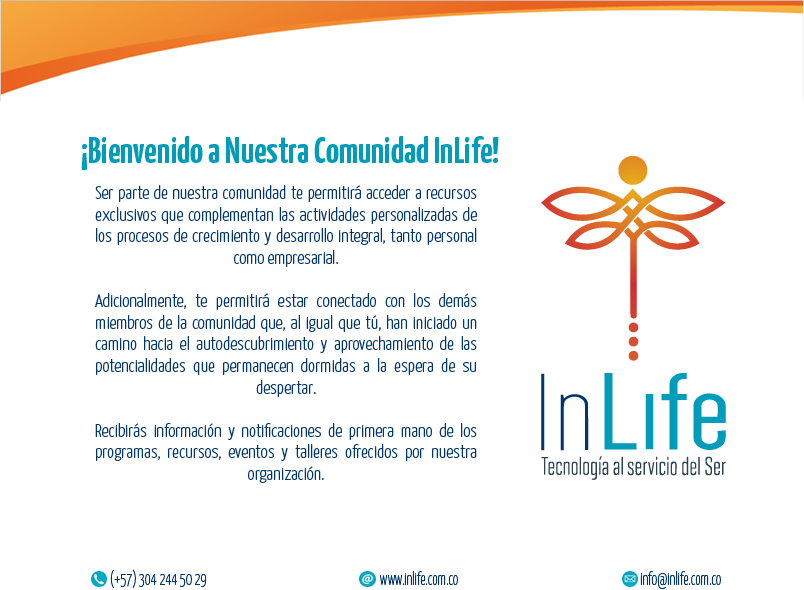 ¡Bienvenido a Nuestra Comunidad InLife!
Ser parte de nuestra comunidad te permitirá acceder a recursos
exclusivos que complementan las actividades personalizadas de
los procesos de crecimiento y desarrollo integral, tanto personal
como empresarial.
Adicionalmente, te permitirá estar conectado con los demás
miembros de la comunidad que, al igual que tú, han iniciado un
camino hacia el autodescubrimiento y aprovechamiento de las
potencialidades que permanecen dormidas a la espera de su
despertar.
Recibirás información y notificaciones de primera mano de los
programas, recursos, eventos y talleres ofrecidos por nuestra
organización.
InLife
Tecnología al servicio del Ser
(+57) 304 244 50 29
www.inlife.com.co
info@inlife.com.co